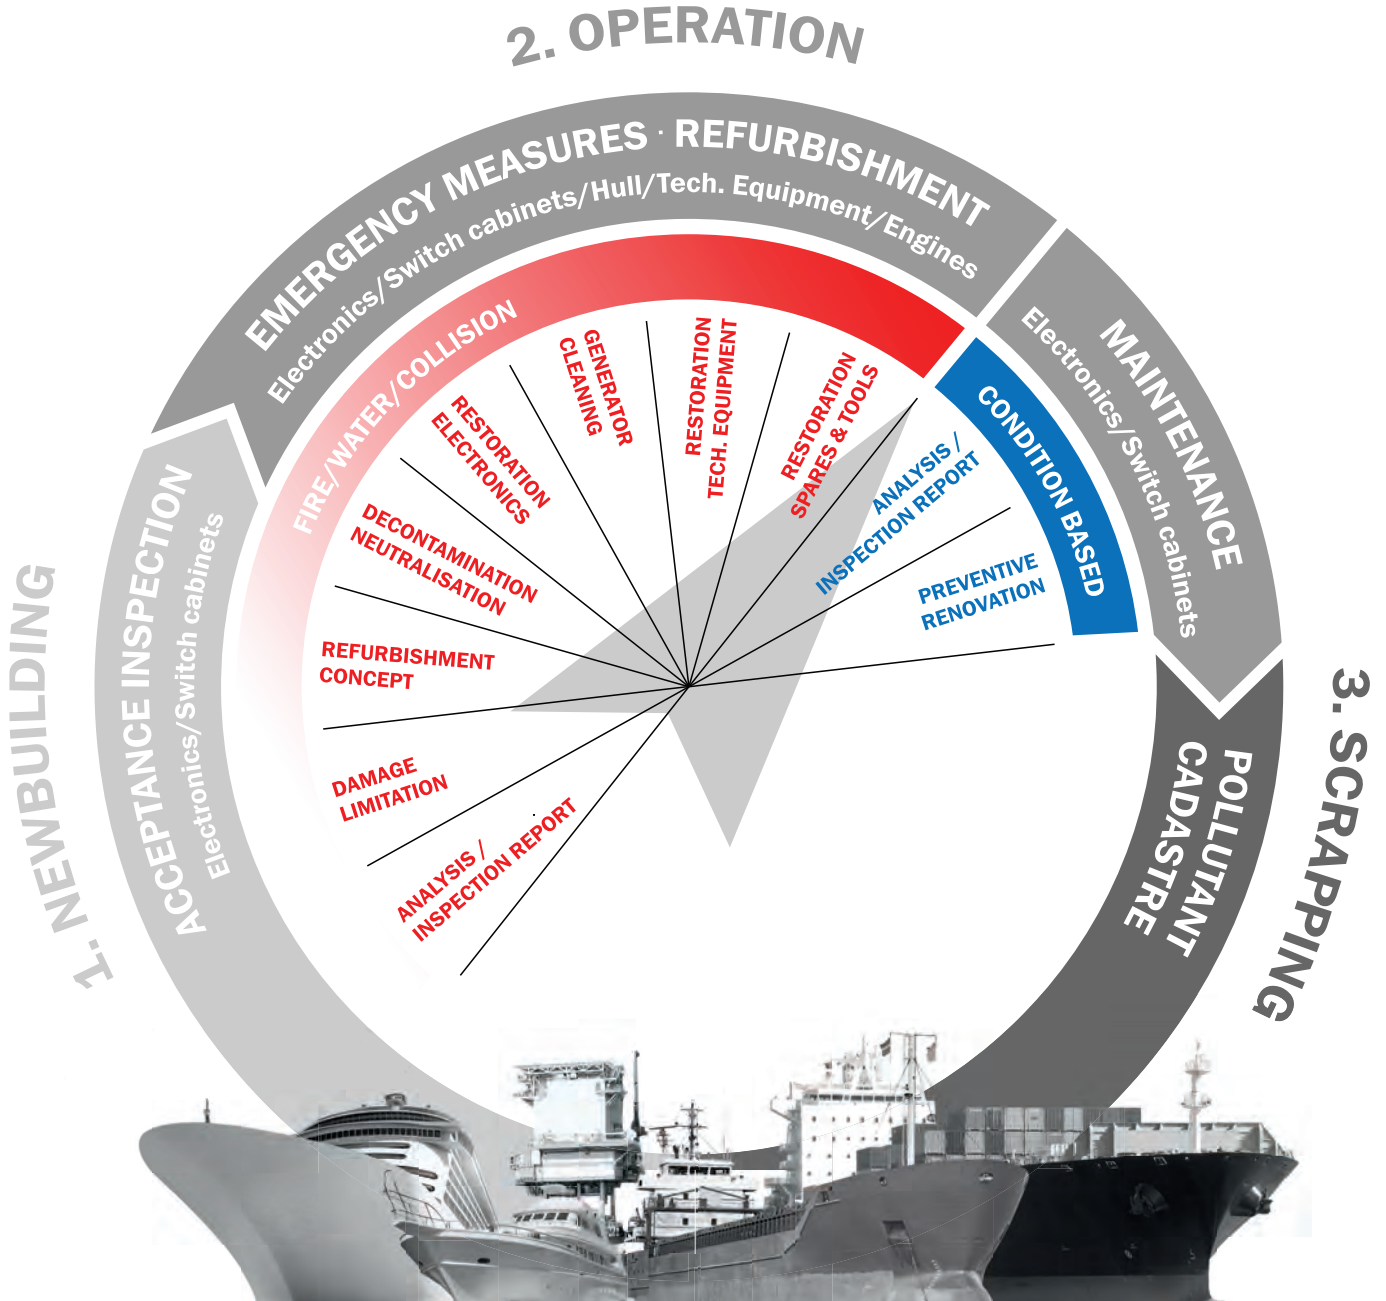 2. OPERATION
EMERGENCY MEASURES · REFURBISHMENT
Electronics/Switch cabinets/Hull/Tech. Equipment/Engines
MAINTENANCE
Electronics/Switch cabinets
1. NEWBUILDING
ACCEPTANCE INSPECTION
Electronics/Switch cabinets
3. SCRAPPING
POLLUTANT
CADASTRE
FIRE/WATER/COLLISION
CONDITION BASED
ANALYSIS /
INSPECTION REPORT
DAMAGE
LIMITATION
REFURBISHMENT
CONCEPT
DECONTAMINATION
NEUTRALISATION
RESTORATION
ELECTRONICS
GENERATOR
CLEANING
RESTORATION
TECH. EQUIPMENT
RESTORATION
SPARES & TOOLS
ANALYSIS /
INSPECTION REPORT
PREVENTIVE
RENOVATION